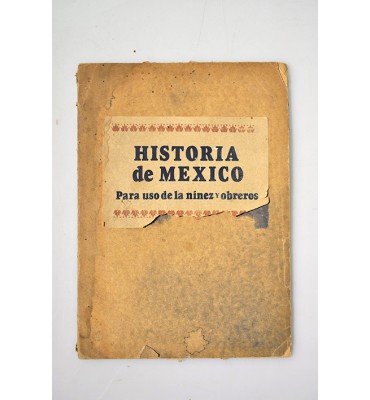 HISTORIA
de MEXICO
Para uso de la ninez y obreros